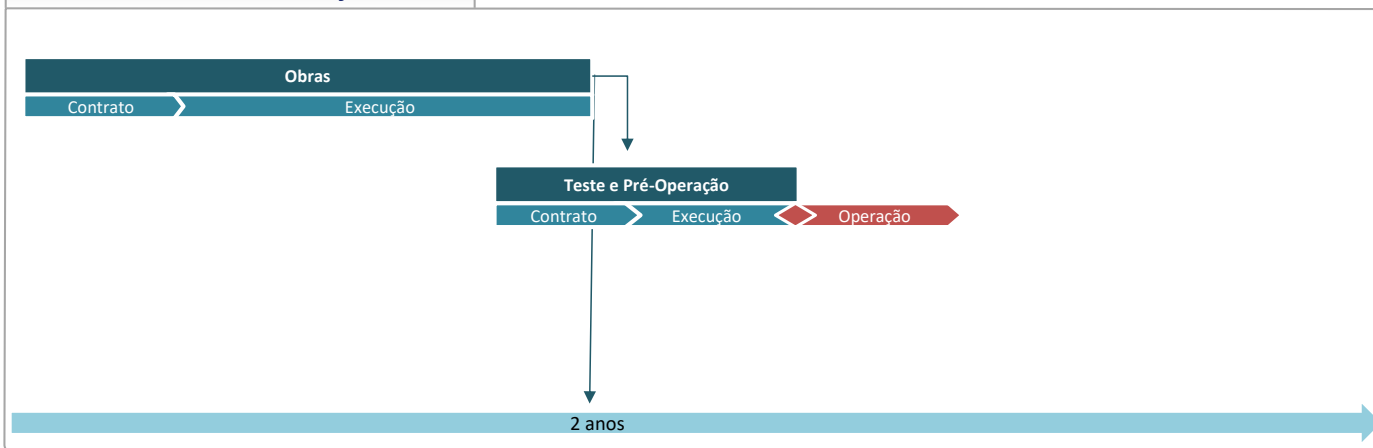 Obras
Contrato
Execução
Teste e Pré-Operação
Contrato
Execução
Operação
2 anos